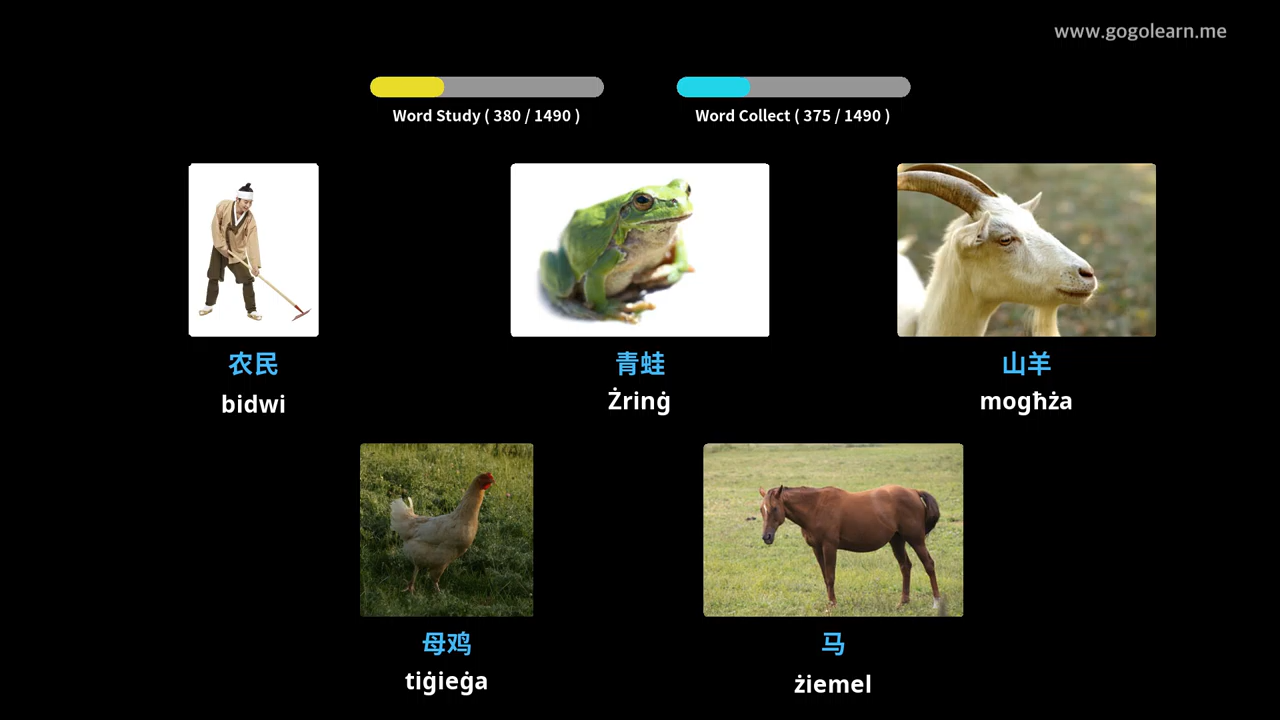 www.gogolearn.me
Word Study ( 380 / 1490 )
Word Collect ( 375 / 1490 )
农民
bidwi
青蛙
Żrinġ
山羊
mogħża
母鸡
tiġieġa
马
żiemel